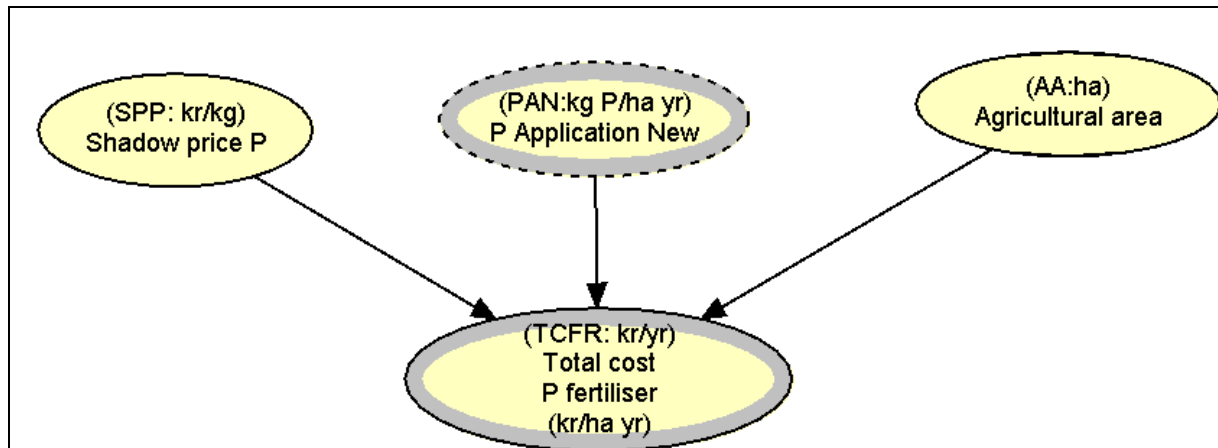 (SPP: kr/kg)
Shadow price P
(PAN:kg P/ha yr)
P Application New
(AA:ha)
Agricultural area
(TCFR: kr/yr)
Total cost
P fertiliser
(kr/ha yr)